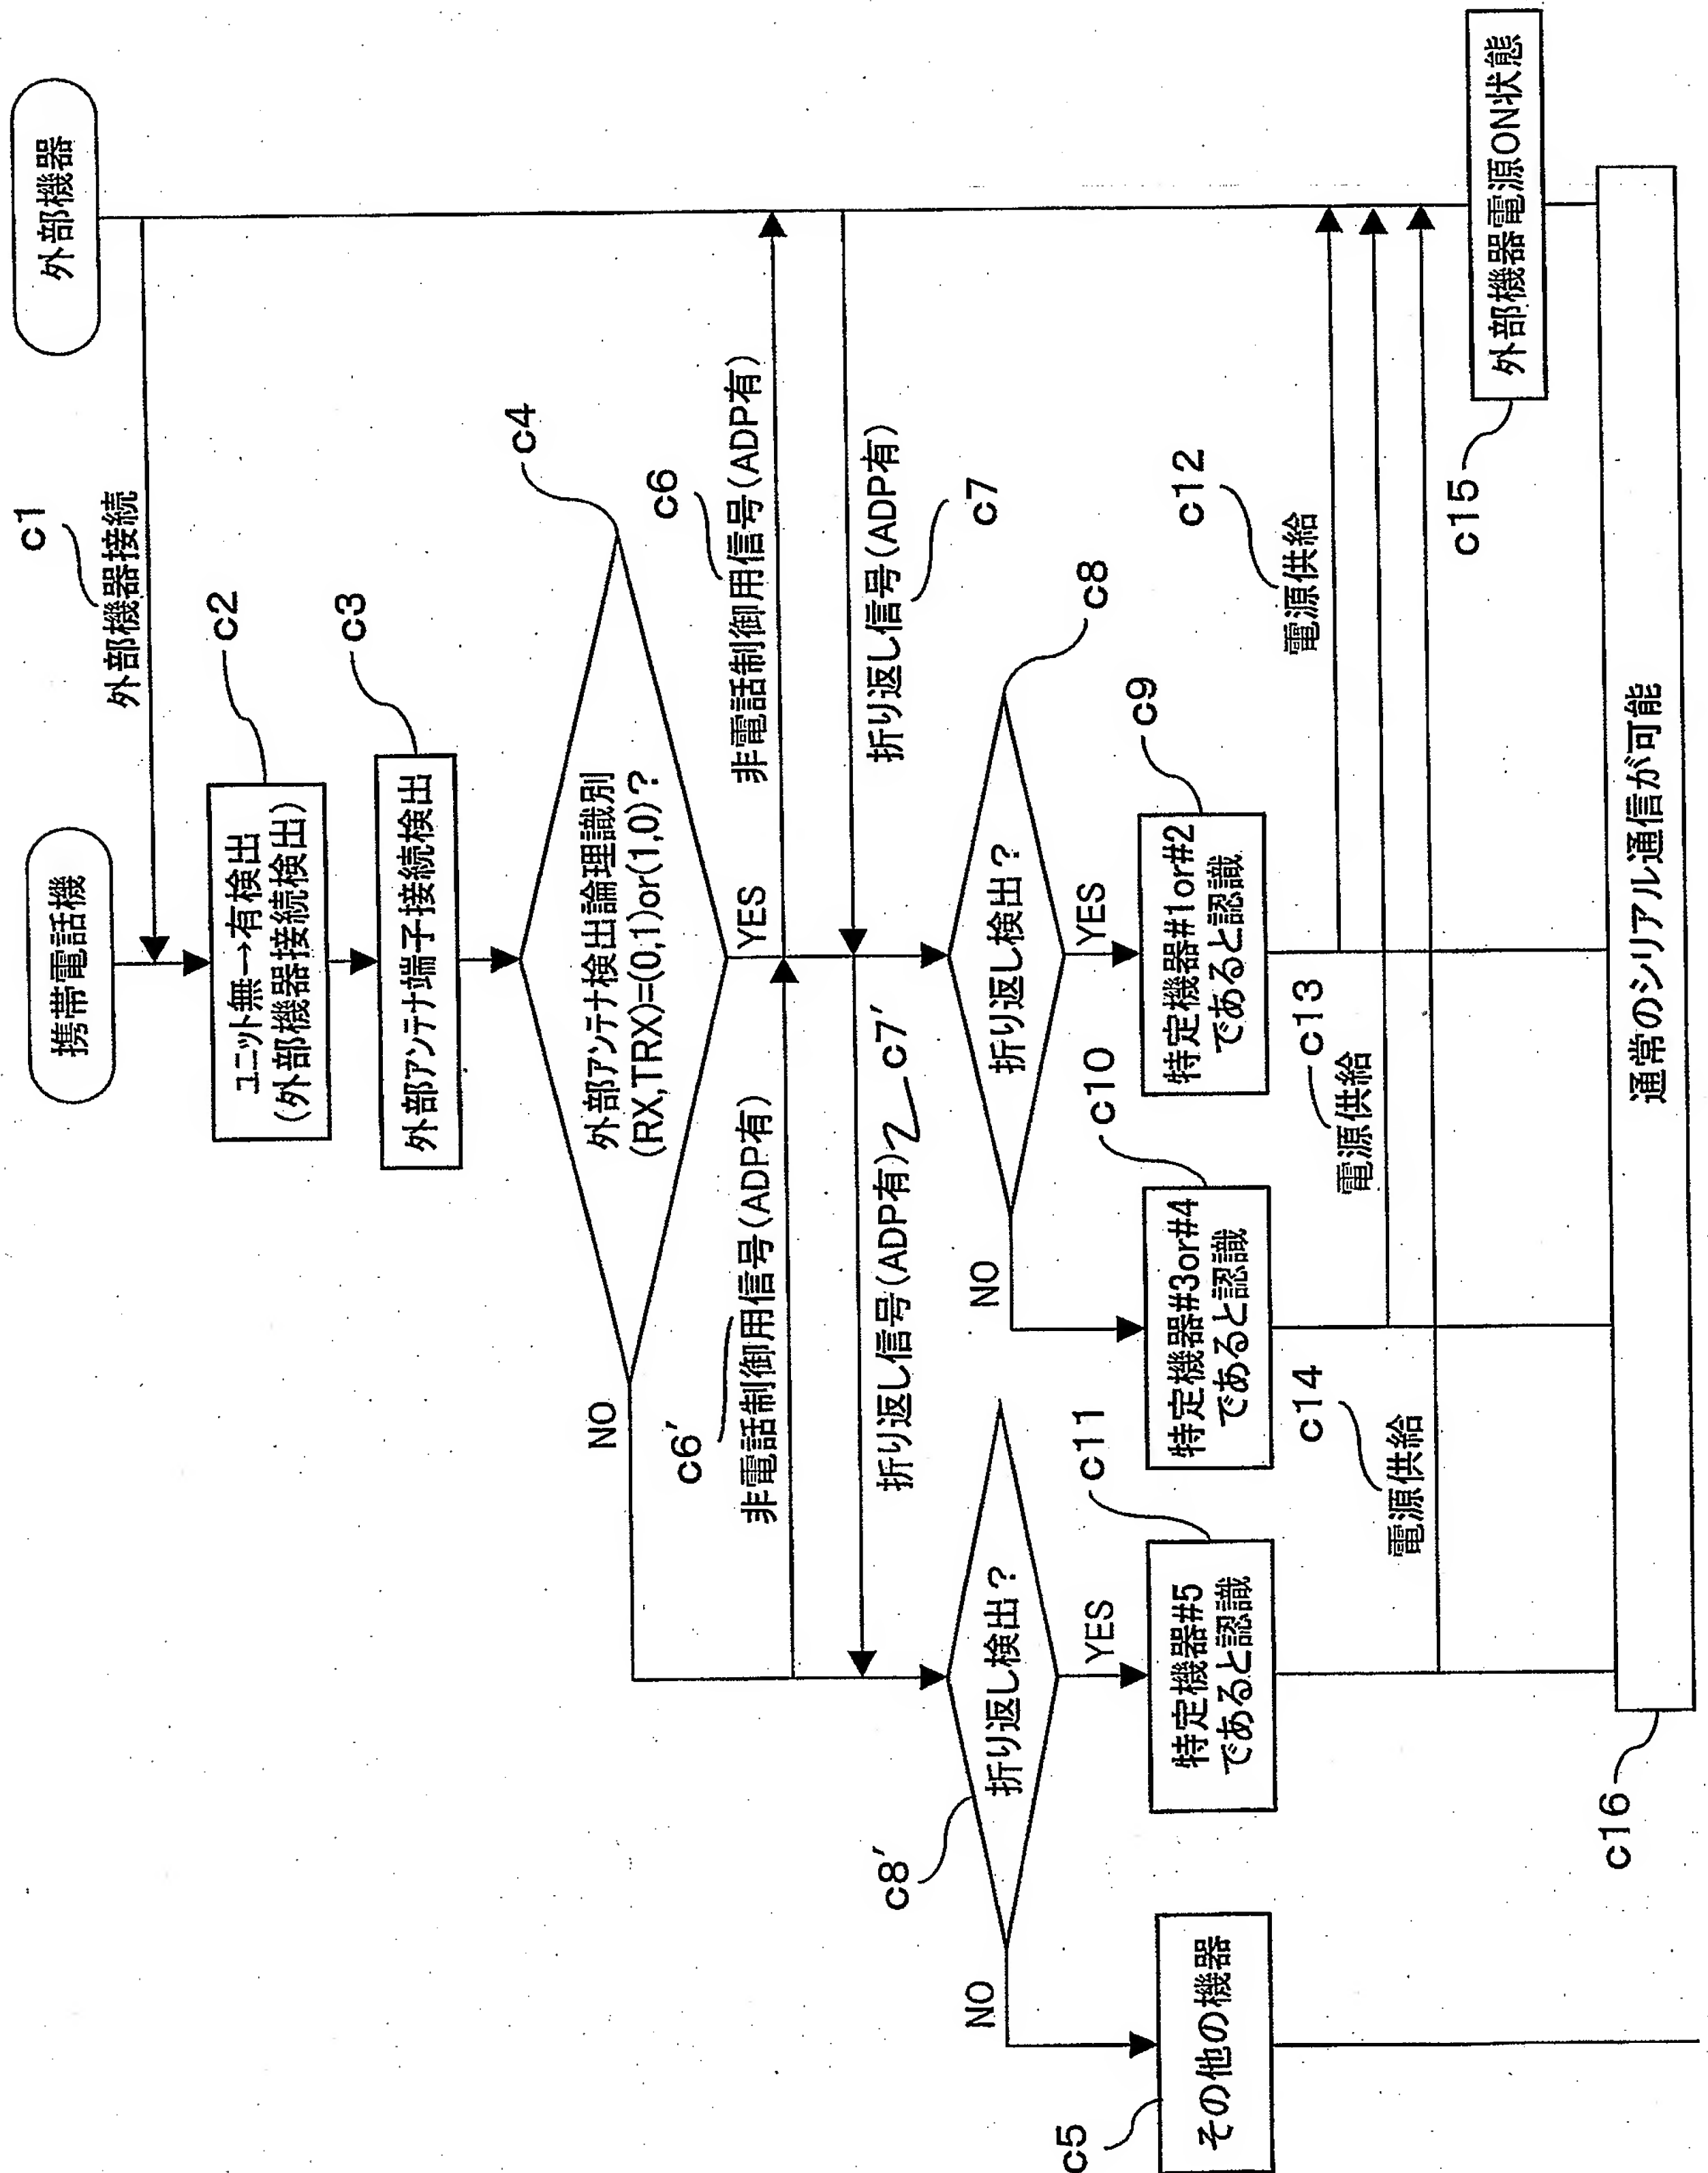 携帯電話機
外部機器
c1
外部機器接続
ユニット無→有検出
(外部機器接続検出)
c2
外部アンテナ端子接続検出
c3
外部アンテナ検出論理識別
(RX,TRX)=(0,1)or(1,0)?
c4
NO
YES
c6'
非電話制御用信号(ADP有)
c6
非電話制御用信号(ADP有)
折り返し信号(ADP有)
c7'
折り返し信号(ADP有)
c7
c8'
折り返し検出?
NO
YES
折り返し検出?
c8
NO
YES
c5
その他の機器
特定機器#5
であると認識
c11
特定機器#3or#4
であると認識
c10
特定機器#1or#2
であると認識
c9
c12
電源供給
c13
電源供給
c14
電源供給
c15
外部機器電源ON状態
c16
通常のシリアル通信が可能